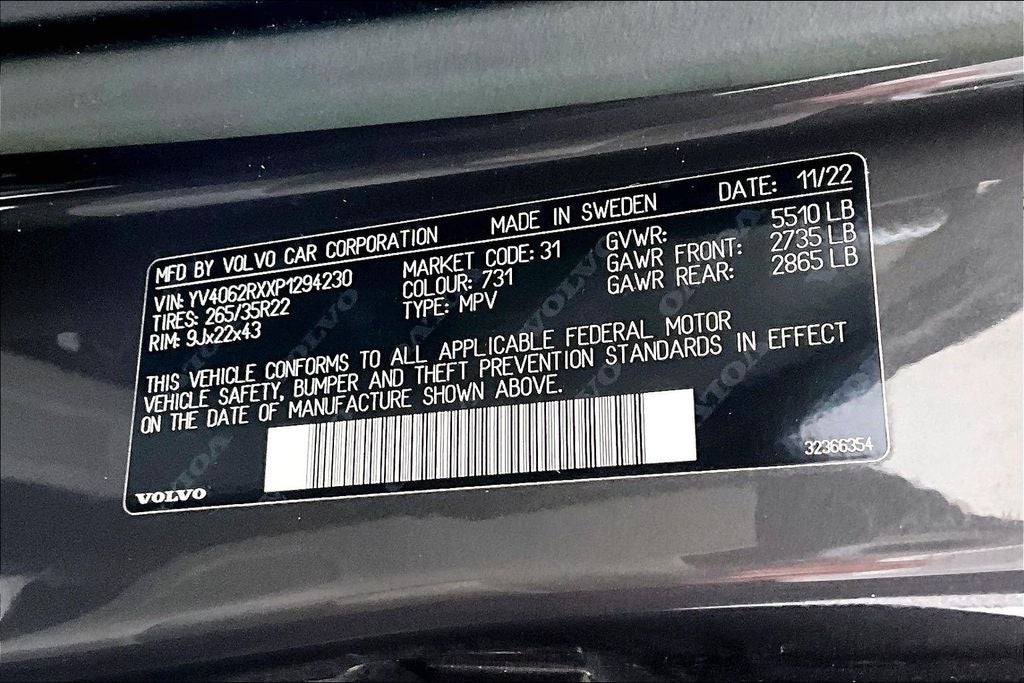 MFD BY VOLVO CAR CORPORATION MADE IN SWEDEN DATE: 11/22
VIN: YV4062RXXP1294230 MARKET CODE: 31 GVWR: 5510 LB
TIRES: 265/35R22 COLOUR: 731 GAWR FRONT: 2735 LB
RIM: 9Jx22x43 TYPE: MPV GAWR REAR: 2865 LB
THIS VEHICLE CONFORMS TO ALL APPLICABLE FEDERAL MOTOR
VEHICLE SAFETY, BUMPER AND THEFT PREVENTION STANDARDS IN EFFECT
ON THE DATE OF MANUFACTURE SHOWN ABOVE.
32366354
VOLVO